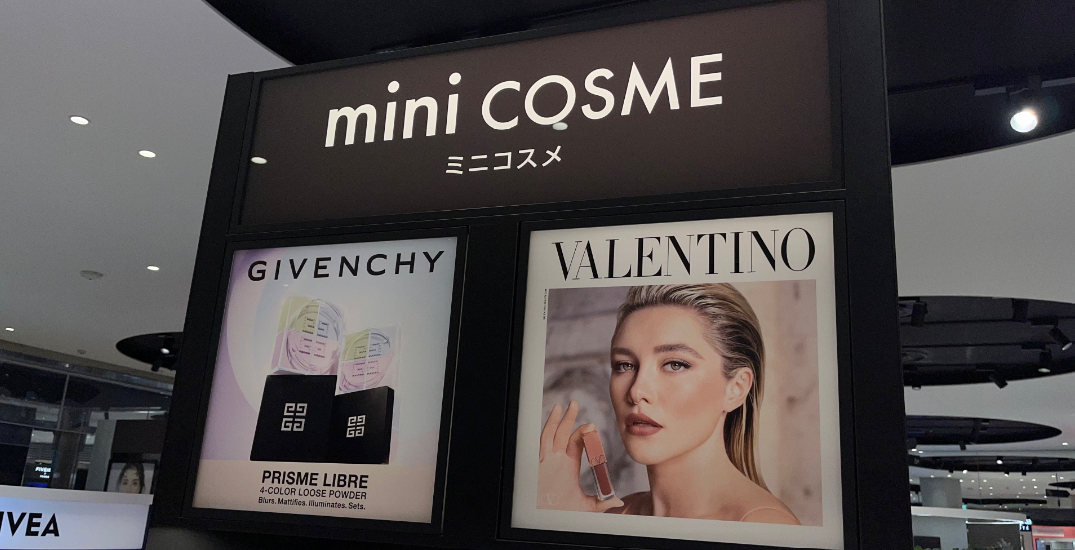 mini COSME
ミニコスメ
GIVENCHY
PRISME LIBRE
4-COLOR LOOSE POWDER
Blurs. Mattifies. Illuminates. Sets.
VALENTINO
IVEA